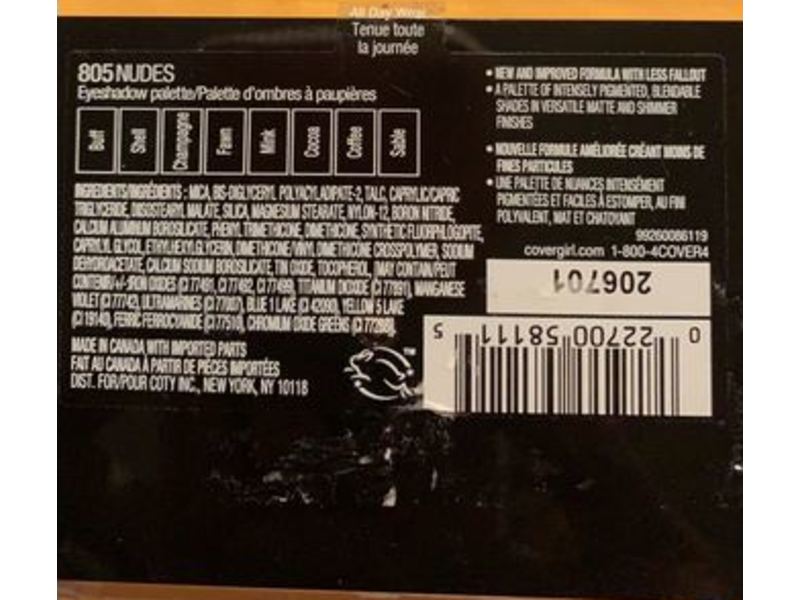 All Day Wear
Tenue toute
la journée
805 NUDES
Eyeshadow palette/Palette d'ombres à paupières
Buff
Shell
Champagne
Fawn
Mink
Cocoa
Coffee
Sable
INGREDIENTS/INGRÉDIENTS : MICA, BIS-DIGLYCERYL POLYACYLADIPATE-2, TALC, CAPRYLIC/CAPRIC
TRIGLYCERIDE, DIISOSTEARYL MALATE, SILICA, MAGNESIUM STEARATE, NYLON-12, BORON NITRIDE,
CALCIUM ALUMINUM BOROSILICATE, PHENYL TRIMETHICONE, DIMETHICONE, SYNTHETIC FLUORPHLOGOPITE,
CAPRYLYL GLYCOL, ETHYLHEXYLGLYCERIN, DIMETHICONE/VINYL DIMETHICONE CROSSPOLYMER, SODIUM
DEHYDROACETATE, CALCIUM SODIUM BOROSILICATE, TIN OXIDE, TOCOPHEROL. [MAY CONTAIN/PEUT
CONTENIR/+/-: IRON OXIDES (CI 77491, CI 77492, CI 77499), TITANIUM DIOXIDE (CI 77891), MANGANESE
VIOLET (CI 77742), ULTRAMARINES (CI 77007), BLUE 1 LAKE (CI 42090), YELLOW 5 LAKE
(CI 19140), FERRIC FERROCYANIDE (CI 77510), CHROMIUM OXIDE GREENS (CI 77288)].
MADE IN CANADA WITH IMPORTED PARTS
FAIT AU CANADA À PARTIR DE PIÈCES IMPORTÉES
DIST. FOR/POUR COTY INC., NEW YORK, NY 10118
TM
• NEW AND IMPROVED FORMULA WITH LESS FALLOUT
• A PALETTE OF INTENSELY PIGMENTED, BLENDABLE
SHADES IN VERSATILE MATTE AND SHIMMER
FINISHES
• NOUVELLE FORMULE AMÉLIORÉE CRÉANT MOINS DE
FINES PARTICULES
• UNE PALETTE DE NUANCES INTENSÉMENT
PIGMENTÉES ET FACILES À ESTOMPER, AU FINI
POLYVALENT, MAT ET CHATOYANT
99260086119
covergirl.com 1-800-4COVER4
206701
0 22700 58111 5